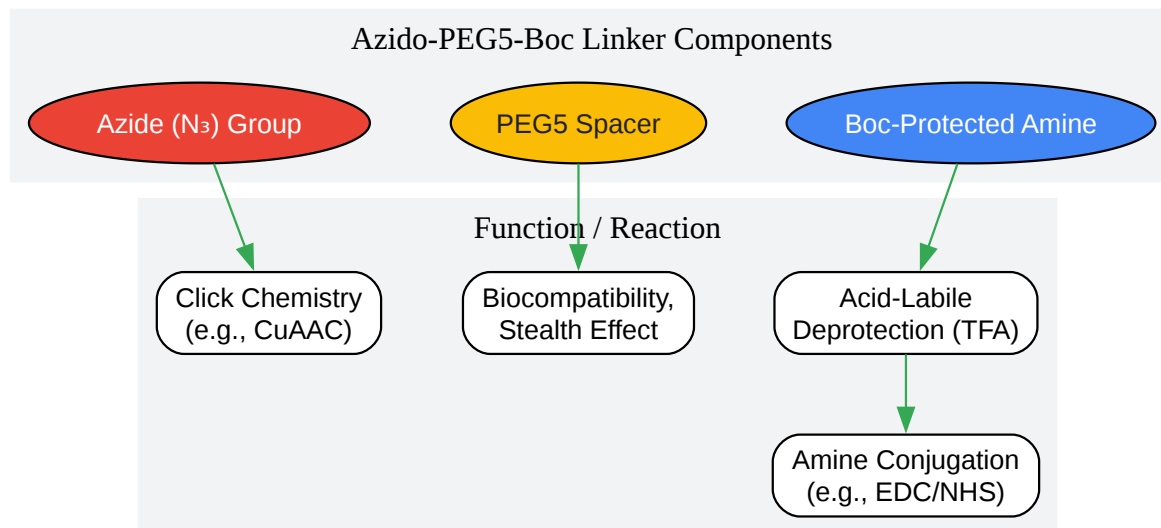 Azido-PEG5-Boc Linker Components
Azide (N₃) Group
PEG5 Spacer
Boc-Protected Amine
Function / Reaction
Click Chemistry
(e.g., CuAAC)
Biocompatibility,
Stealth Effect
Acid-Labile
Deprotection (TFA)
Amine Conjugation
(e.g., EDC/NHS)